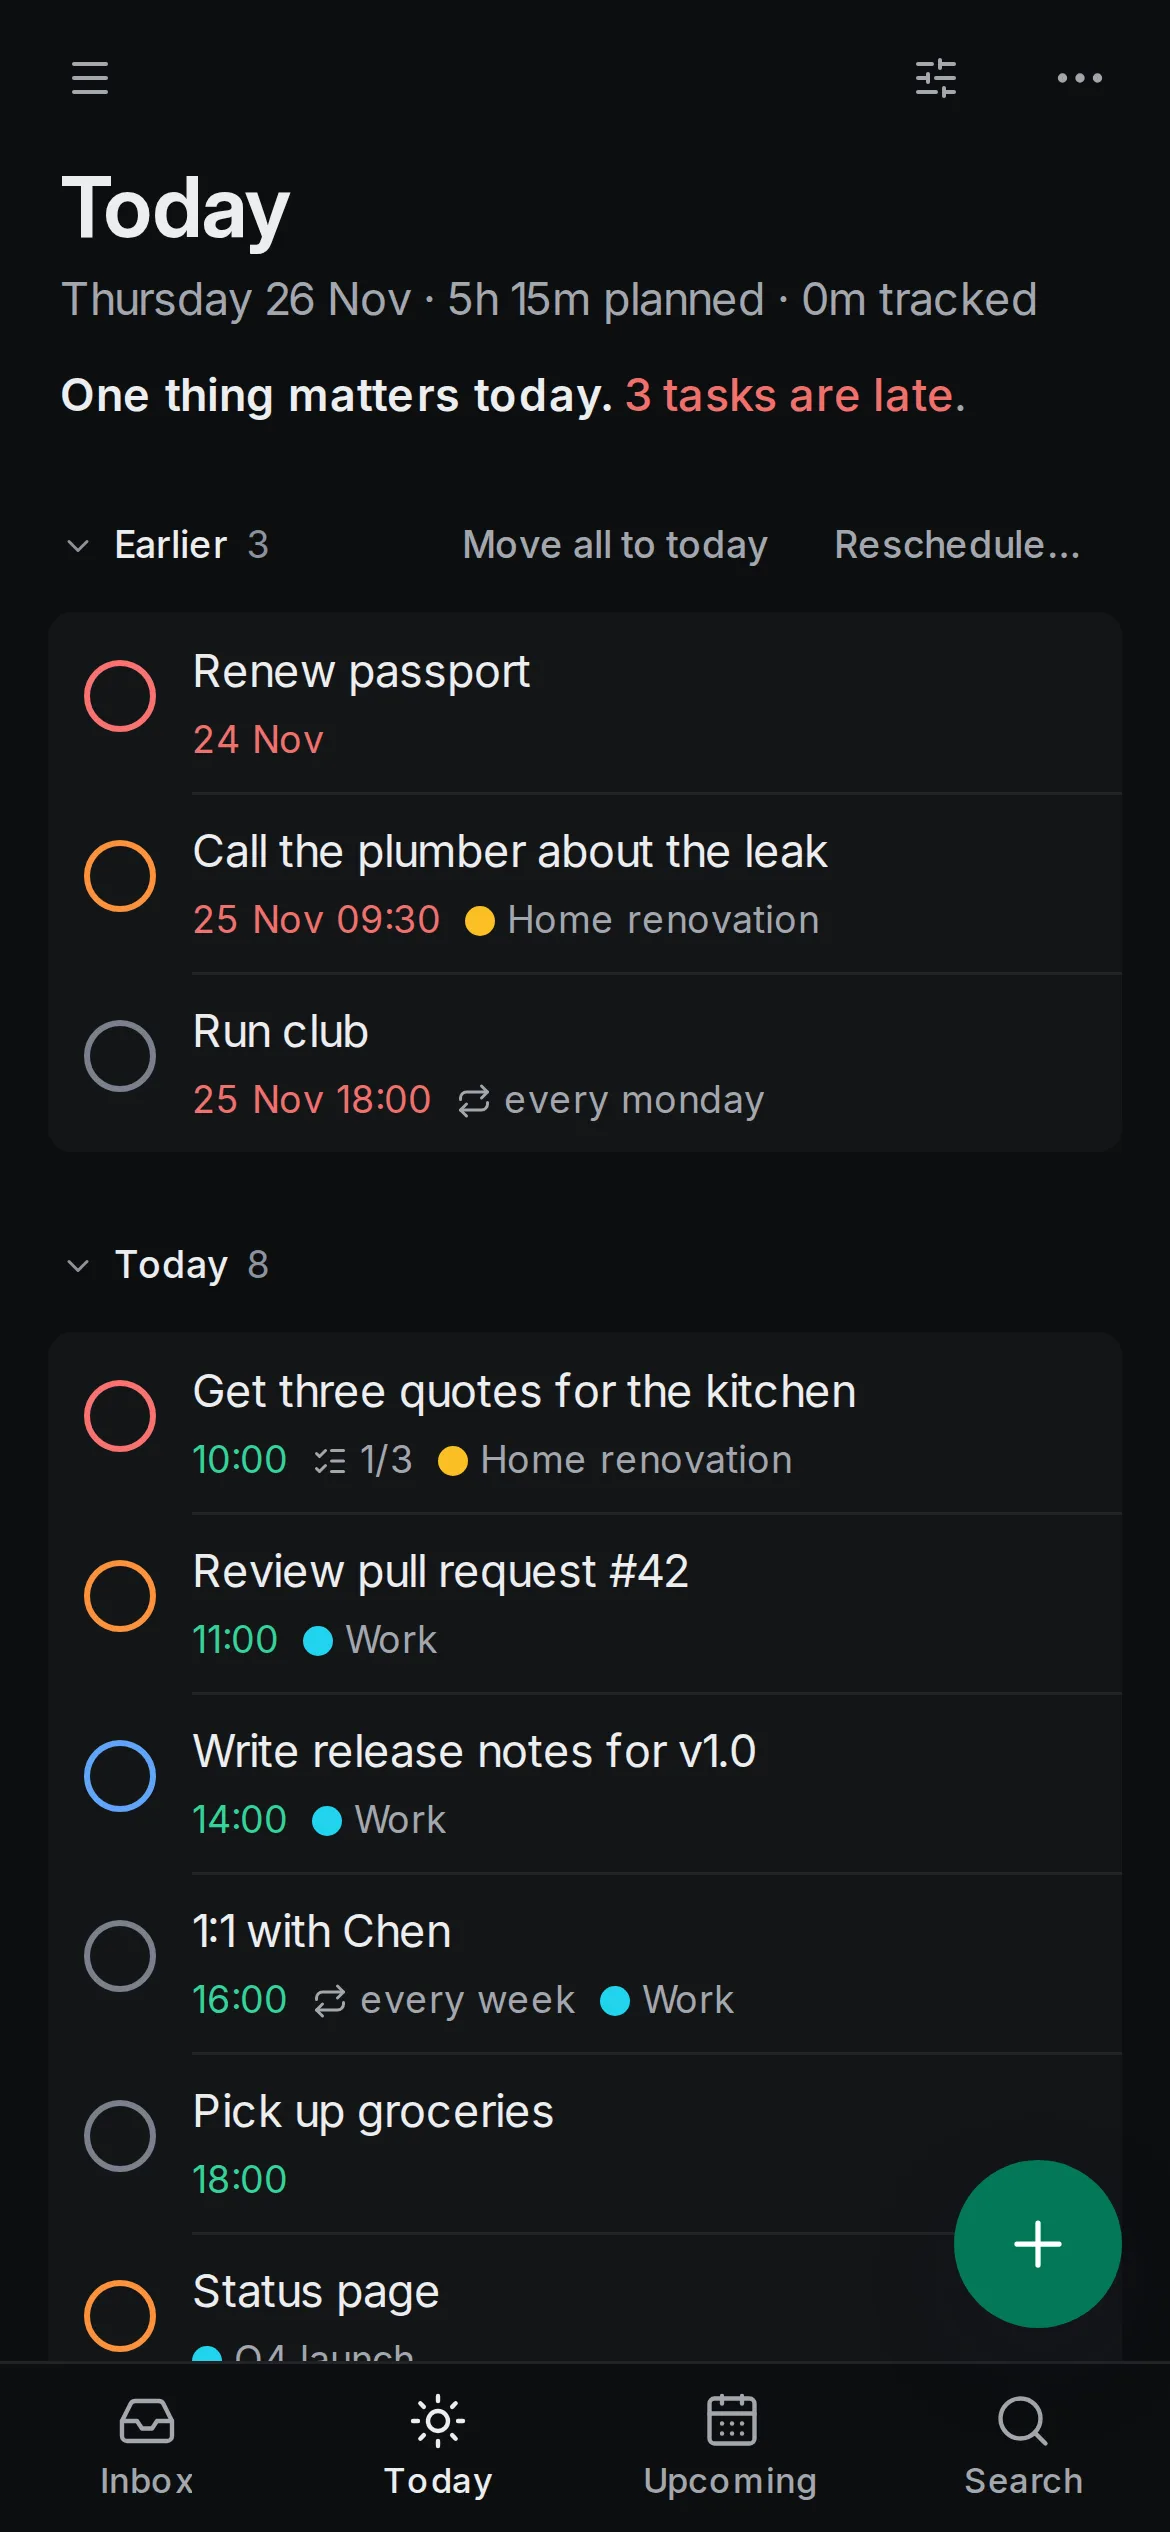 Today
Thursday 26 Nov · 5h 15m planned · 0m tracked
One thing matters today. 3 tasks are late.
Earlier 3 Move all to today Reschedule...
Renew passport
24 Nov
Call the plumber about the leak
25 Nov 09:30 Home renovation
Run club
25 Nov 18:00 every monday
Today 8
Get three quotes for the kitchen
10:00 1/3 Home renovation
Review pull request #42
11:00 Work
Write release notes for v1.0
14:00 Work
1:1 with Chen
16:00 every week Work
Pick up groceries
18:00
Status page
Q4 launch
Inbox Today Upcoming Search